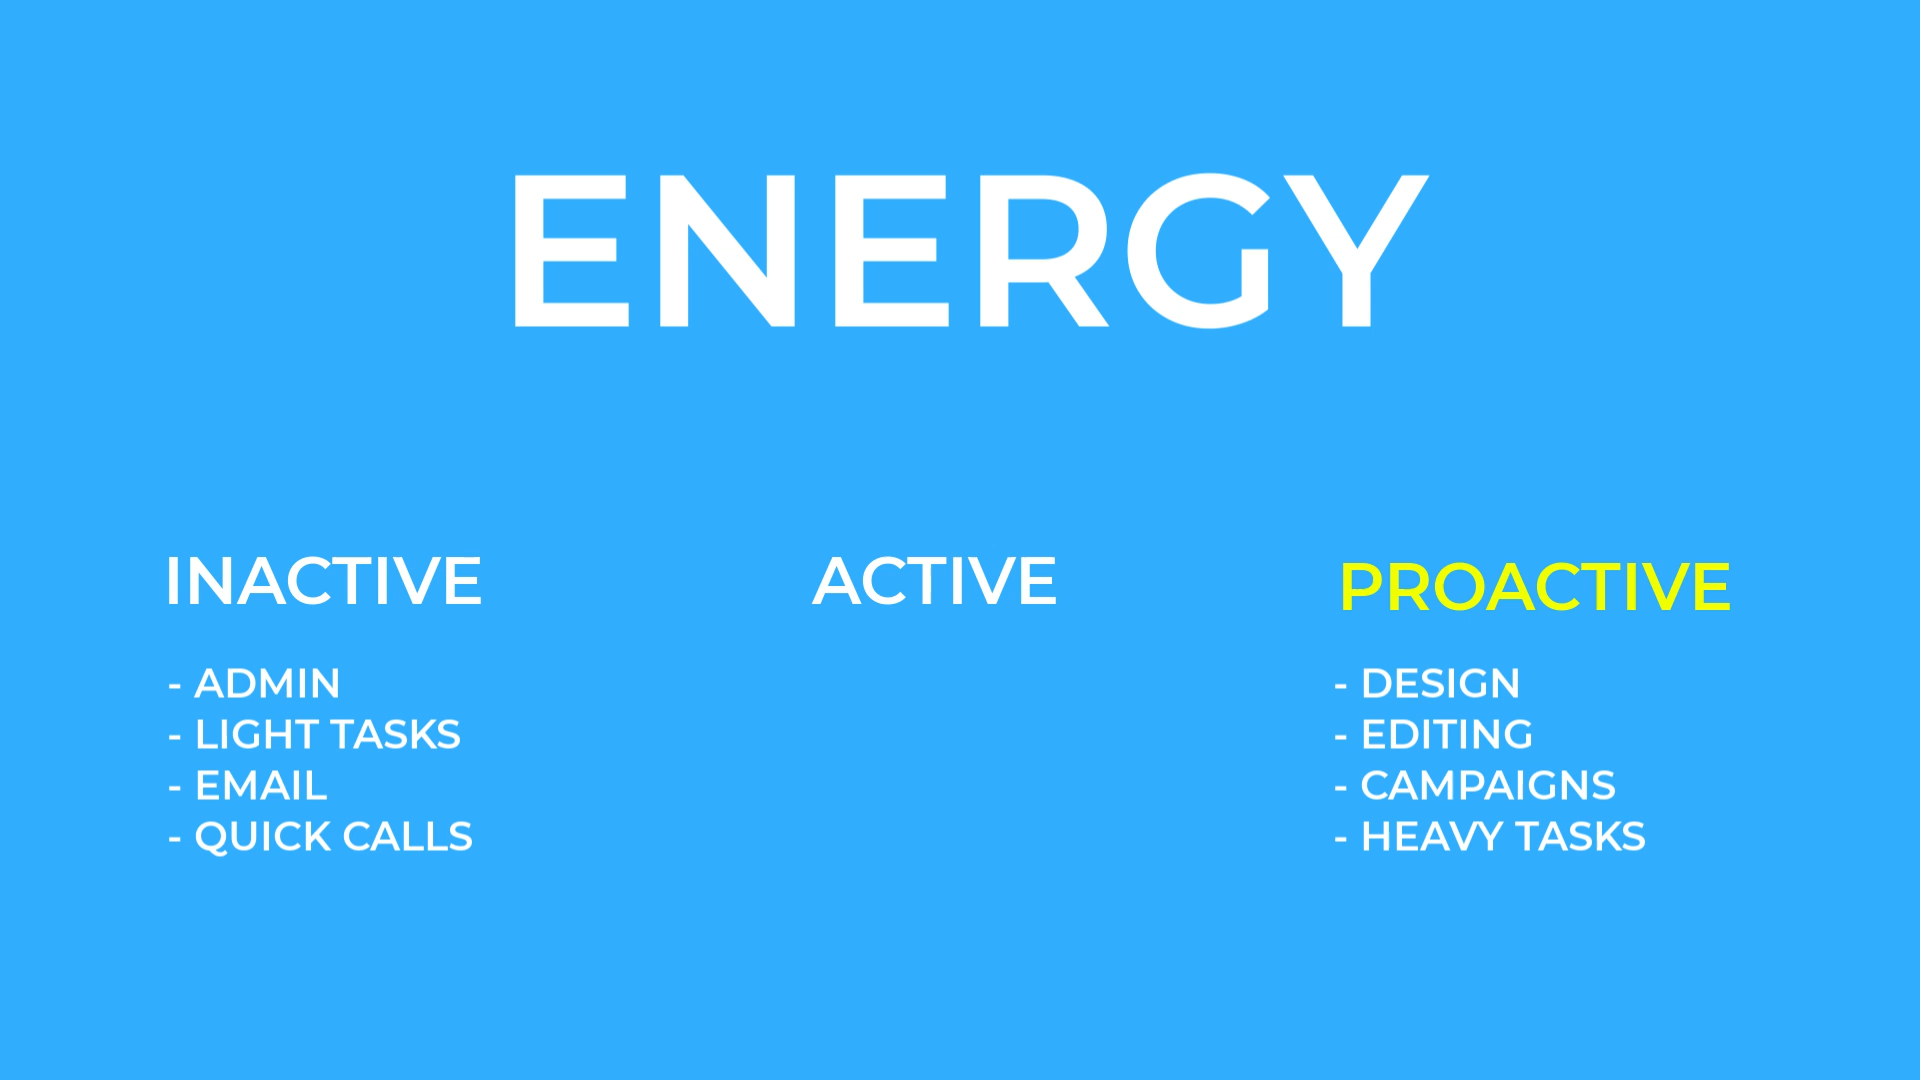 ENERGY
INACTIVE
- ADMIN
- LIGHT TASKS
- EMAIL
- QUICK CALLS
ACTIVE
PROACTIVE
- DESIGN
- EDITING
- CAMPAIGNS
- HEAVY TASKS